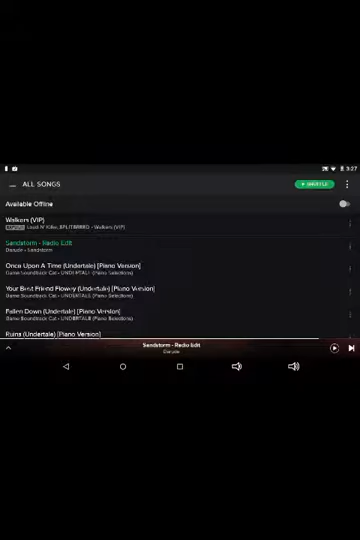 3:27
ALL SONGS
SHUFFLE
Available Offline
Walkers (VIP)
Load N' Killa, SPLITBREED • Walkers (VIP)
Sandstorm - Radio Edit
Darude • Sandstorm
Once Upon A Time (Undertale) [Piano Version]
Game Soundtrack Cat • UNDERTALE (Piano Selections)
Your Best Friend Flowey (Undertale) [Piano Version]
Game Soundtrack Cat • UNDERTALE (Piano Selections)
Fallen Down (Undertale) [Piano Version]
Game Soundtrack Cat • UNDERTALE (Piano Selections)
Ruins (Undertale) [Piano Version]
Sandstorm - Radio Edit
Darude